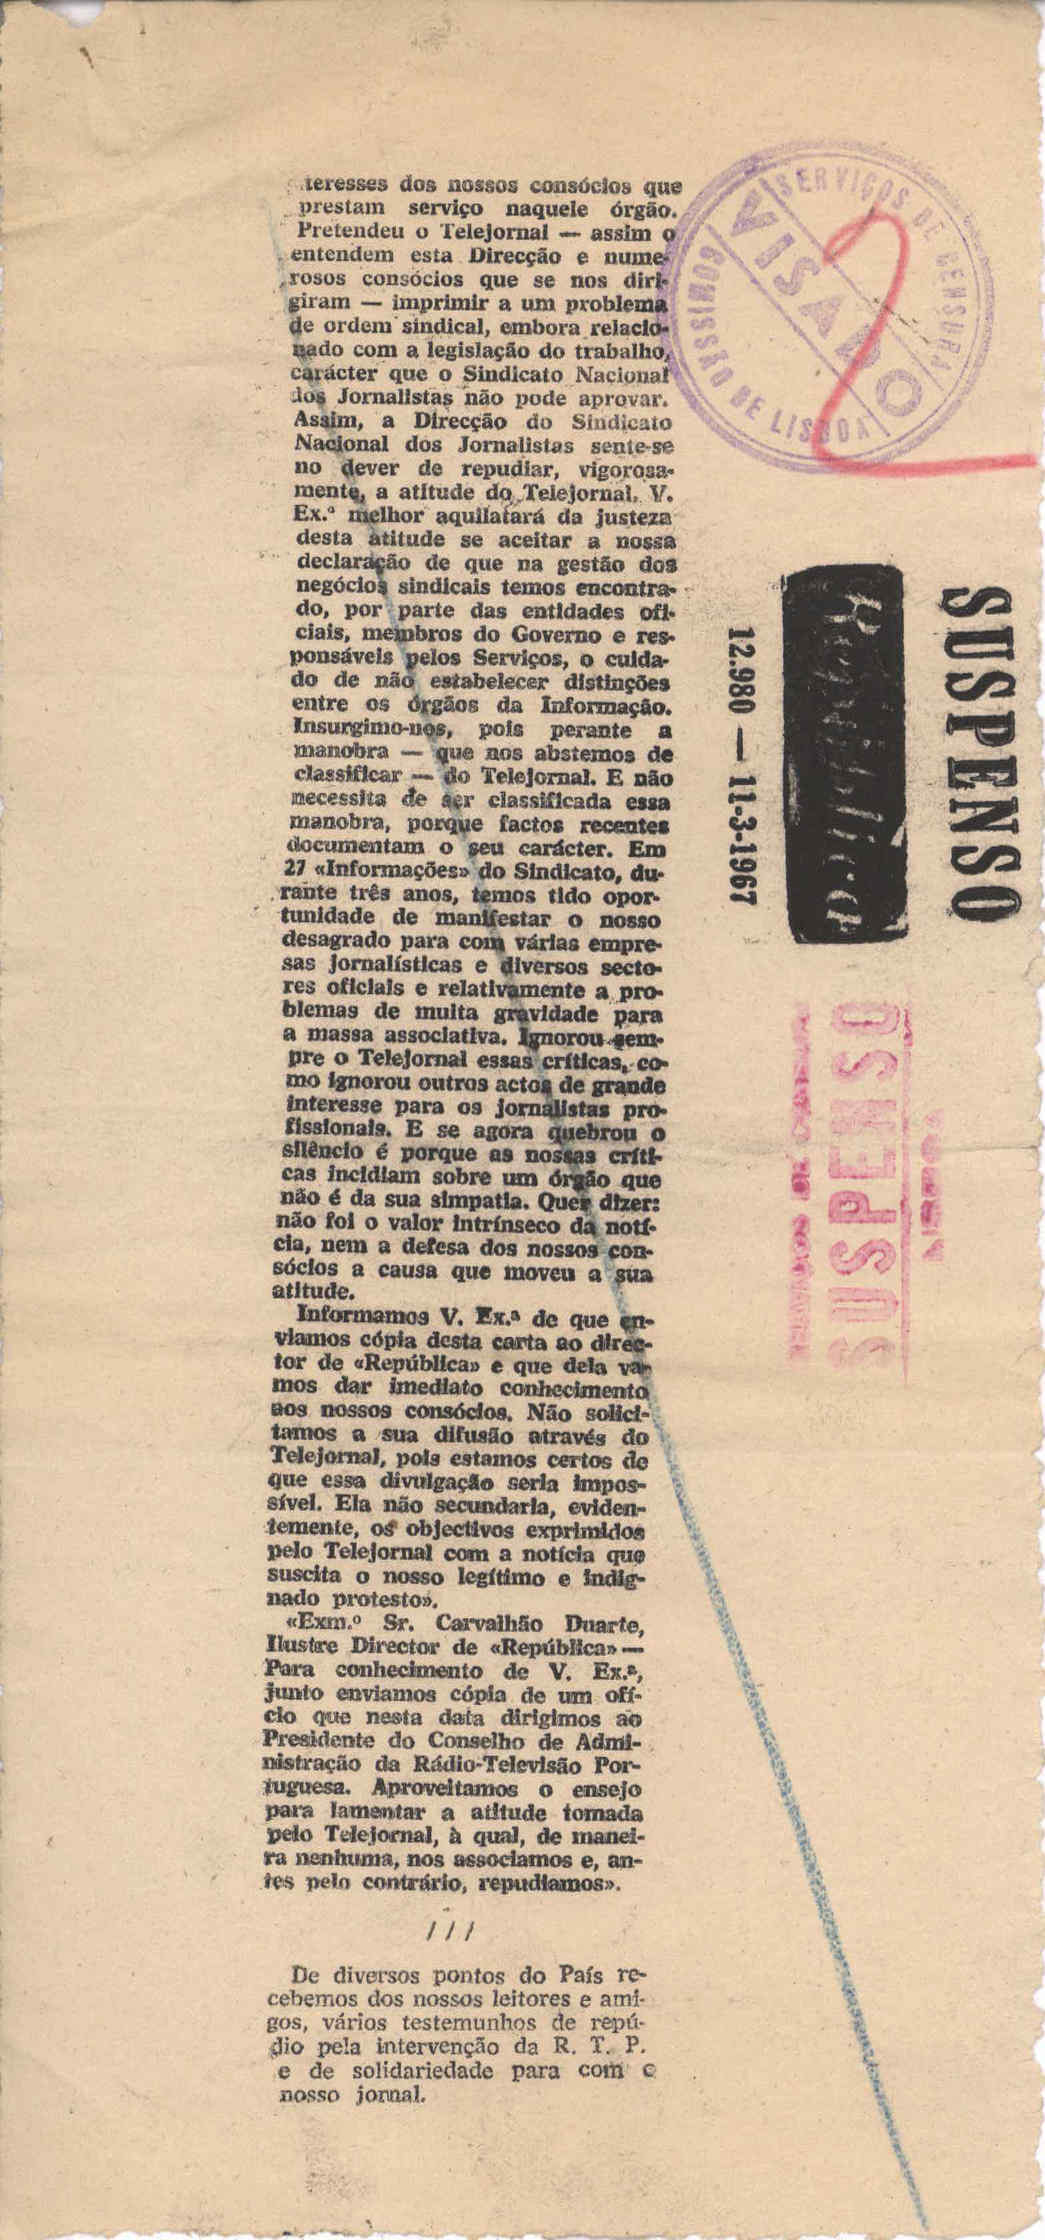 teresses dos nossos consócios que
prestam serviço naquele órgão.
Pretendeu o Telejornal — assim o
entendem esta Direcção e nume-
rosos consócios que se nos diri-
giram — imprimir a um problema
de ordem sindical, embora relacio-
nado com a legislação do trabalho,
carácter que o Sindicato Nacional
dos Jornalistas não pode aprovar.
Assim, a Direcção do Sindicato
Nacional dos Jornalistas sente-se
no dever de repudiar, vigorosa-
mente, a atitude do Telejornal. V.
Ex.ª melhor aquilatará da justeza
desta atitude se aceitar a nossa
declaração de que na gestão dos
negócios sindicais temos encontra-
do, por parte das entidades ofi-
ciais, membros do Governo e res-
ponsáveis pelos Serviços, o cuida-
do de não estabelecer distinções
entre os órgãos da Informação.
Insurgimo-nos, pois perante a
manobra — que nos abstemos de
classificar — do Telejornal. E não
necessita de ser classificada essa
manobra, porque factos recentes
documentam o seu carácter. Em
27 «Informações» do Sindicato, du-
rante três anos, temos tido opor-
tunidade de manifestar o nosso
desagrado para com várias empre-
sas jornalísticas e diversos secto-
res oficiais e relativamente a pro-
blemas de muita gravidade para
a massa associativa. Ignorou sem-
pre o Telejornal essas críticas, co-
mo ignorou outros actos de grande
interesse para os jornalistas pro-
fissionais. E se agora quebrou o
silêncio é porque as nossas críti-
cas incidiam sobre um órgão que
não é da sua simpatia. Quer dizer:
não foi o valor intrínseco da notí-
cia, nem a defesa dos nossos con-
sócios a causa que moveu a sua
atitude.
Informamos V. Ex.ª de que en-
viamos cópia desta carta ao direc-
tor de «República» e que dela va-
mos dar imediato conhecimento
aos nossos consócios. Não solici-
tamos a sua difusão através do
Telejornal, pois estamos certos de
que essa divulgação seria impos-
sível. Ela não secundaria, eviden-
temente, os objectivos exprimidos
pelo Telejornal com a notícia que
suscita o nosso legítimo e indig-
nado protesto».
«Exm.º Sr. Carvalhão Duarte,
Ilustre Director de «República» —
Para conhecimento de V. Ex.ª,
junto enviamos cópia de um ofí-
cio que nesta data dirigimos ao
Presidente do Conselho de Admi-
nistração da Rádio-Televisão Por-
tuguesa. Aproveitamos o ensejo
para lamentar a atitude tomada
pelo Telejornal, à qual, de manei-
ra nenhuma, nos associamos e, an-
tes pelo contrário, repudiamos».
///
De diversos pontos do País re-
cebemos dos nossos leitores e ami-
gos, vários testemunhos de repú-
dio pela intervenção da R. T. P.
e de solidariedade para com o
nosso jornal.
SERVIÇOS DE CENSURA
VISADO
COMISSÃO DE LISBOA
2
SUSPENSO
República
12.980 — 11-3-1967
SERVIÇOS DE CENSURA
SUSPENSO
LISBOA